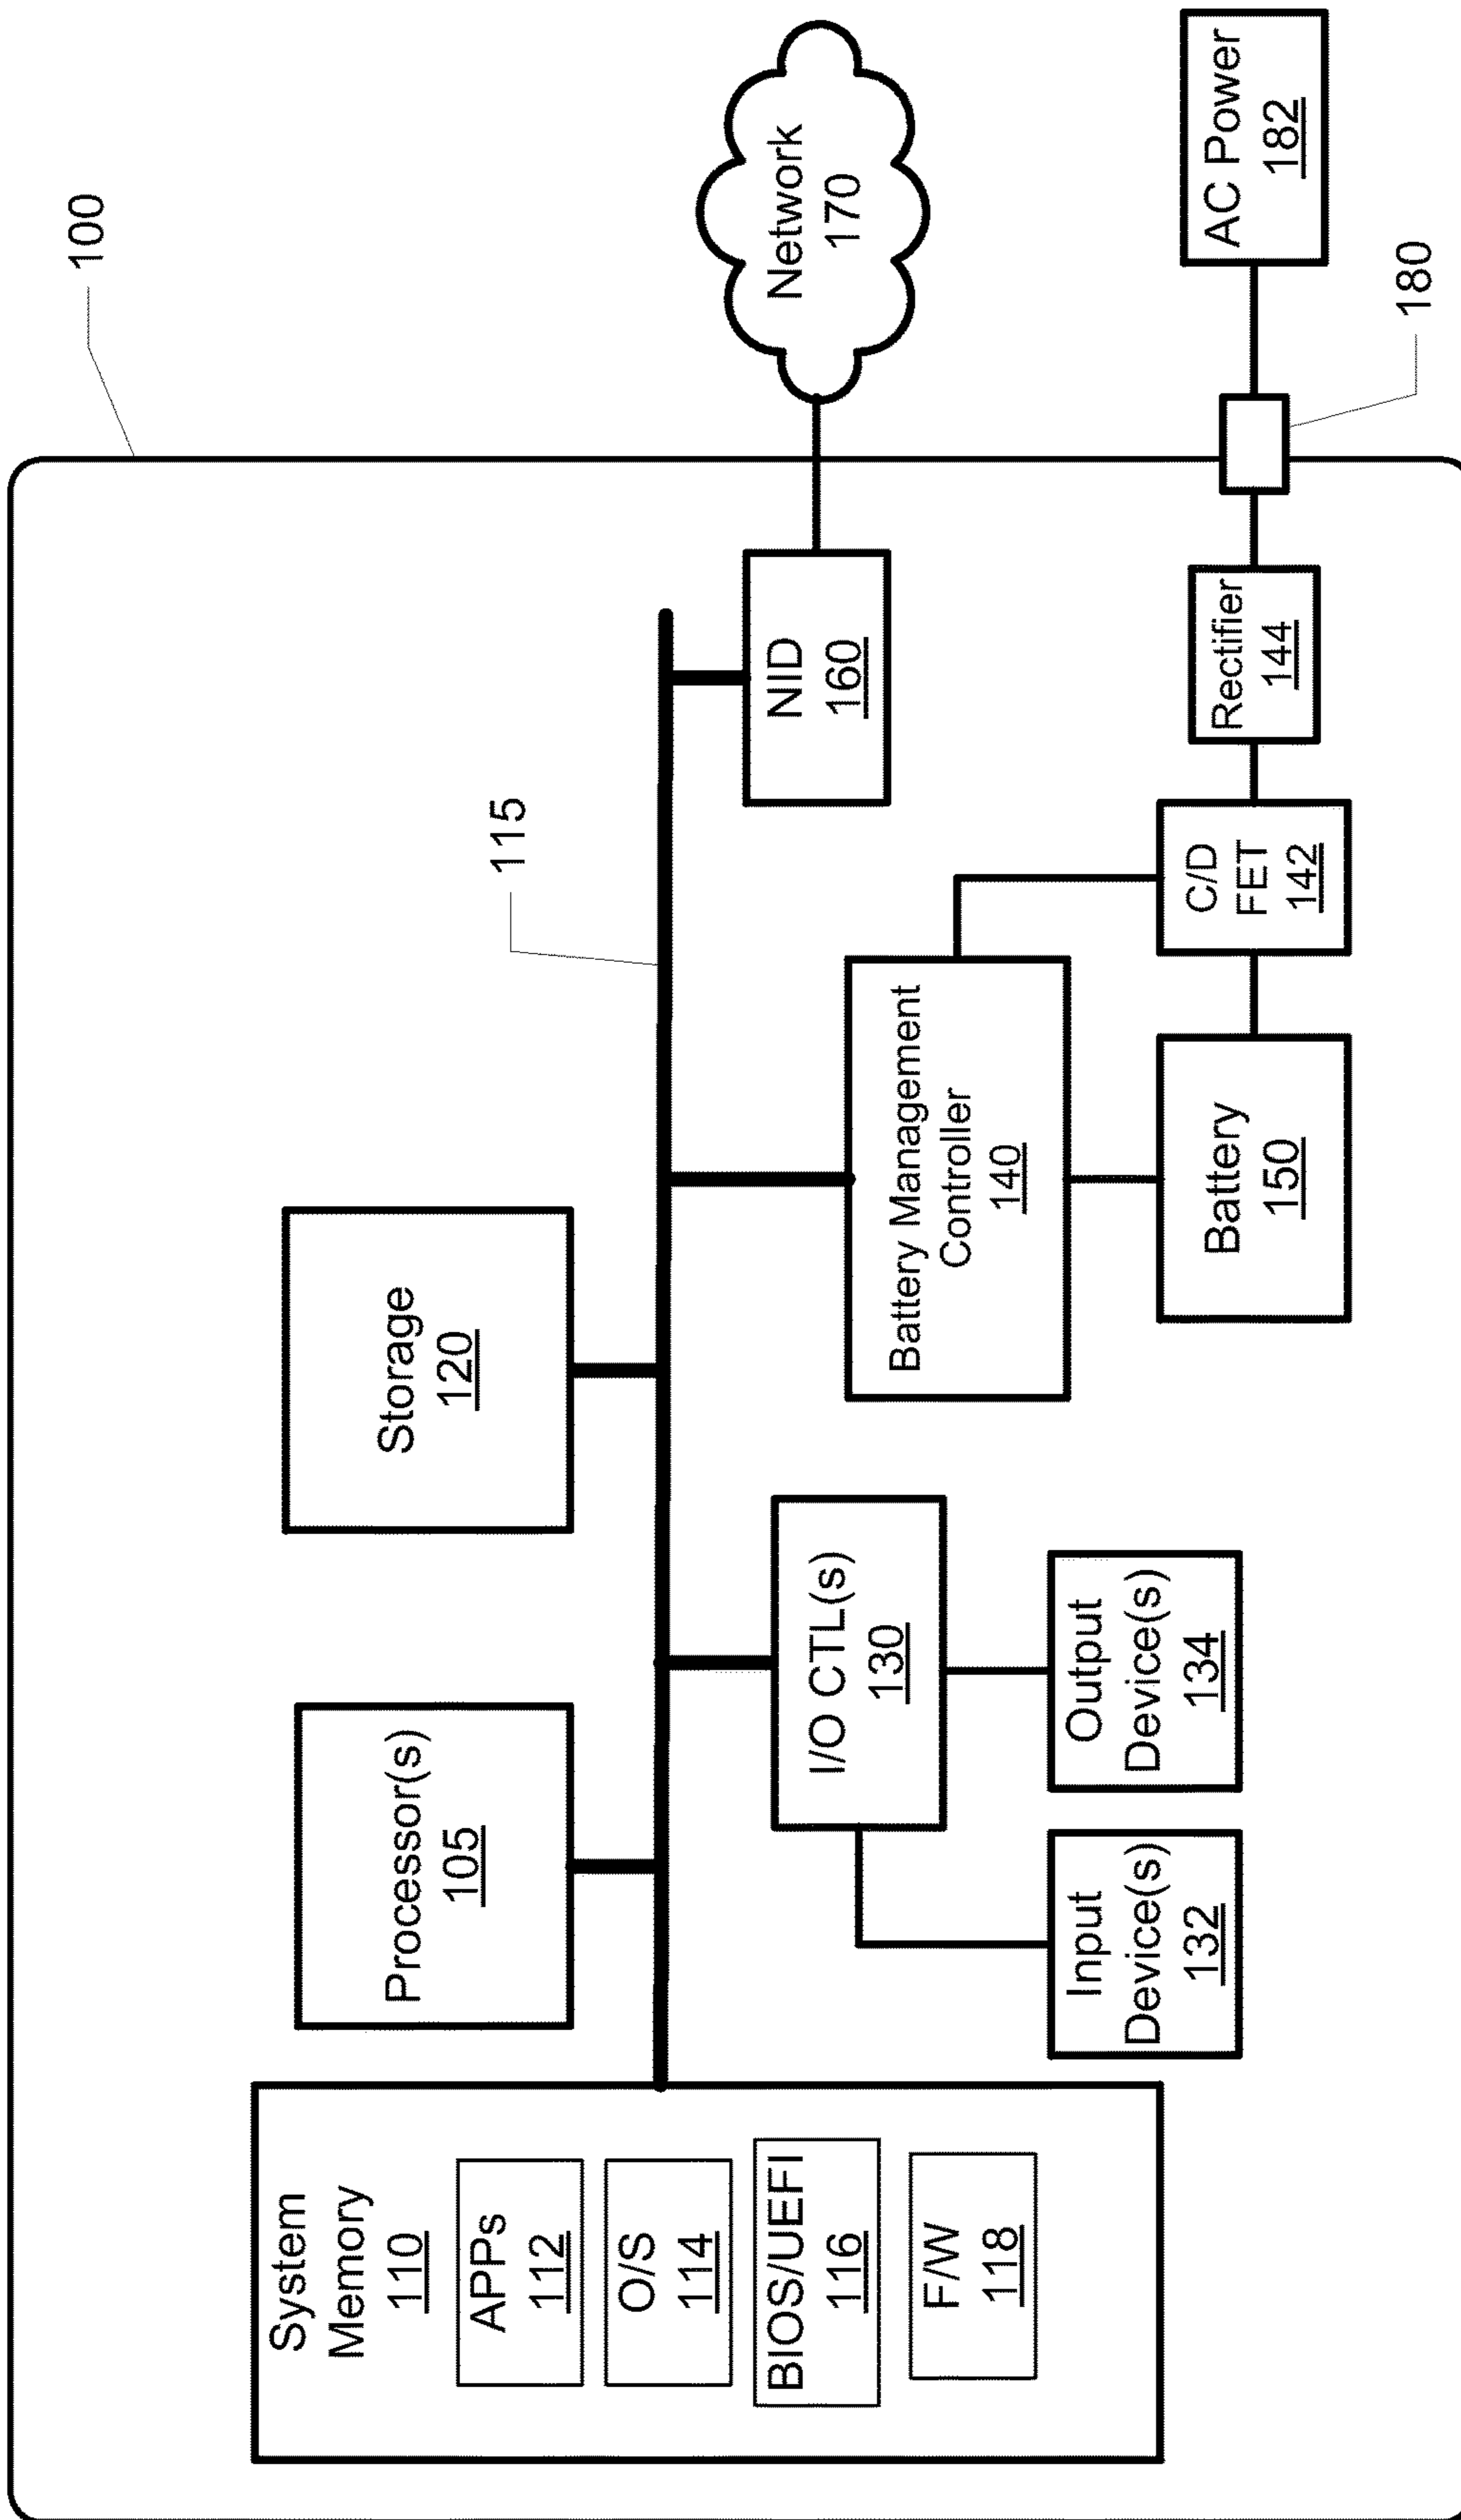 100
System
Memory
110
APPs
112
O/S
114
BIOS/UEFI
116
F/W
118
Processor(s)
105
Storage
120
115
I/O CTL(s)
130
Input
Device(s)
132
Output
Device(s)
134
Battery Management
Controller
140
Battery
150
C/D
FET
142
Rectifier
144
NID
160
Network
170
AC Power
182
180